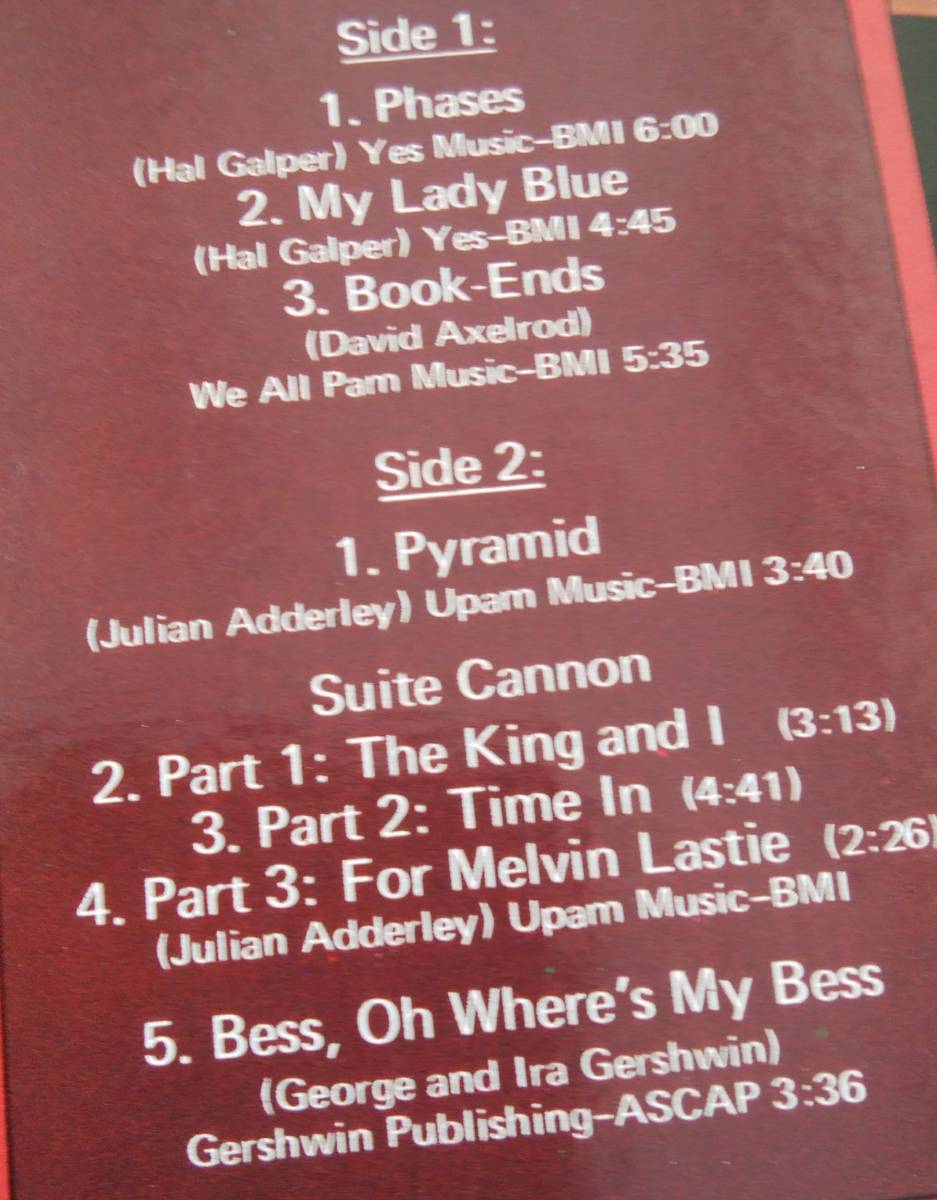 Side 1:
1. Phases
(Hal Galper) Yes Music–BMI 6:00
2. My Lady Blue
(Hal Galper) Yes–BMI 4:45
3. Book-Ends
(David Axelrod)
We All Pam Music–BMI 5:35
Side 2:
1. Pyramid
(Julian Adderley) Upam Music–BMI 3:40
Suite Cannon
2. Part 1: The King and I (3:13)
3. Part 2: Time In (4:41)
4. Part 3: For Melvin Lastie (2:26)
(Julian Adderley) Upam Music–BMI
5. Bess, Oh Where's My Bess
(George and Ira Gershwin)
Gershwin Publishing–ASCAP 3:36